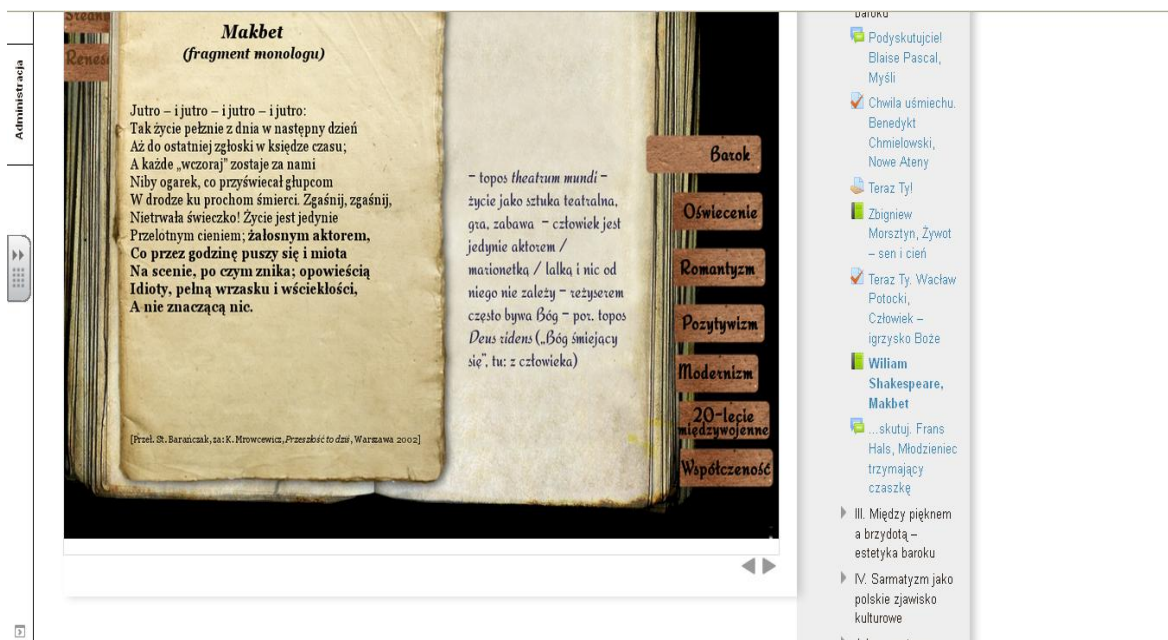 Administracja
Makbet
(fragment monologu)
Jutro – i jutro – i jutro – i jutro:
Tak życie pełznie z dnia w następny dzień
Aż do ostatniej zgłoski w księdze czasu;
A każde „wczoraj” zostaje za nami
Niby ogarek, co przyświecał głupcom
W drodze ku prochom śmierci. Zgaśnij, zgaśnij,
Nietrwała świeczko! Życie jest jedynie
Przelotnym cieniem; żałosnym aktorem,
Co przez godzinę puszy się i miota
Na scenie, po czym znika; opowieścią
Idioty, pełną wrzasku i wściekłości,
A nie znaczącą nic.
[Przeł. St. Barańczak, za: K. Mrowcewicz, Przeszłość to dziś, Warszawa 2002]
– topos theatrum mundi –
życie jako sztuka teatralna,
gra, zabawa – człowiek jest
jedynie aktorem /
marionetką / lalką i nic od
niego nie zależy – reżyserem
często bywa Bóg – por. topos
Deus ridens („Bóg śmiejący
się”, tu: z człowieka)
Barok
Oświecenie
Romantyzm
Pozytywizm
Modernizm
20-lecie
międzywojenne
Współczesność
baroku
Podyskutujcie!
Blaise Pascal,
Myśli
Chwila uśmiechu.
Benedykt
Chmielowski,
Nowe Ateny
Teraz Ty!
Zbigniew
Morsztyn, Żywot
– sen i cień
Teraz Ty. Wacław
Potocki,
Człowiek –
igrzysko Boże
Wiliam
Shakespeare,
Makbet
...skutuj. Frans
Hals, Młodzieniec
trzymający
czaszkę
III. Między pięknem
a brzydotą –
estetyka baroku
IV. Sarmatyzm jako
polskie zjawisko
kulturowe